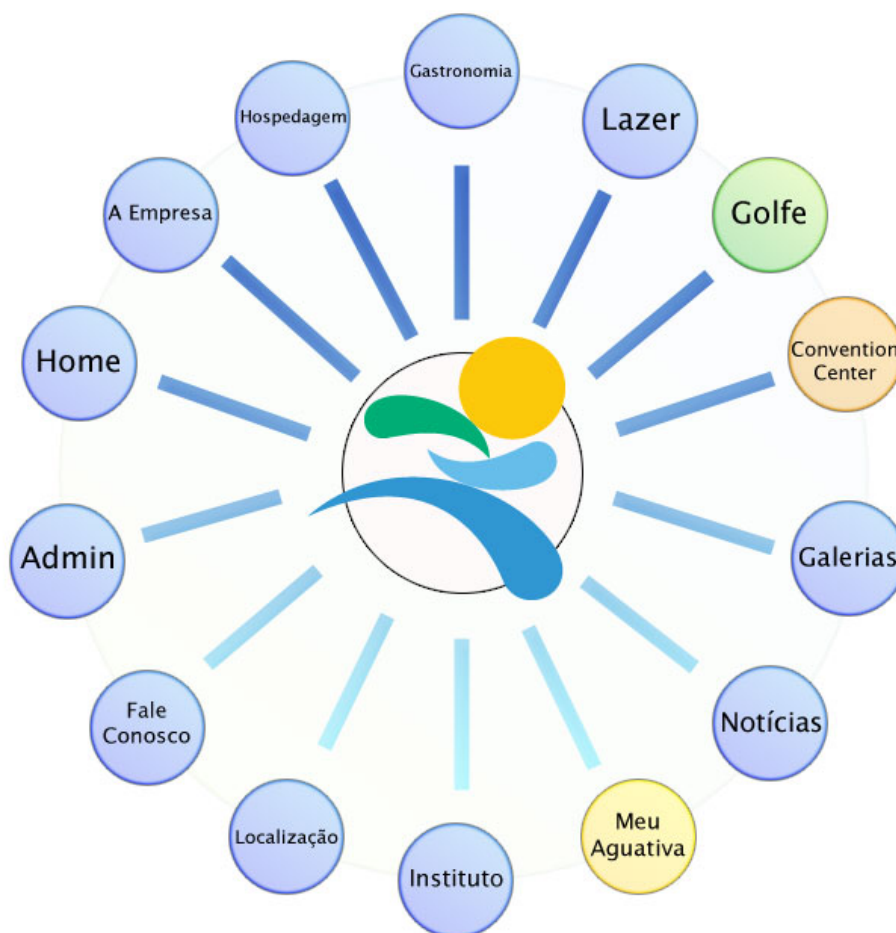 Gastronomia
Hospedagem
Lazer
A Empresa
Golfe
Home
Convention
Center
Admin
Galerias
Fale
Conosco
Notícias
Localização
Meu
Aguativa
Instituto